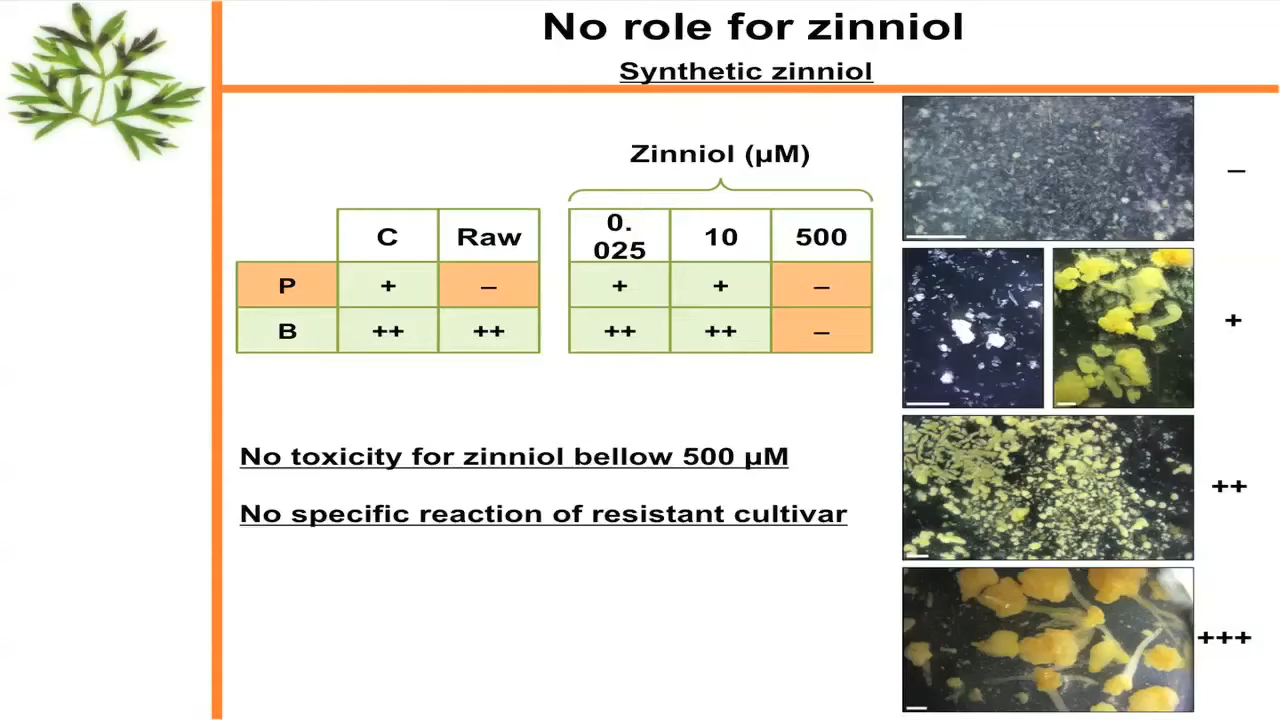 No role for zinniol
Synthetic zinniol
Zinniol (µM)
C Raw 0. 10 500
025
P + – + + –
B ++ ++ ++ ++ –
No toxicity for zinniol bellow 500 µM
No specific reaction of resistant cultivar
–
+
++
+++